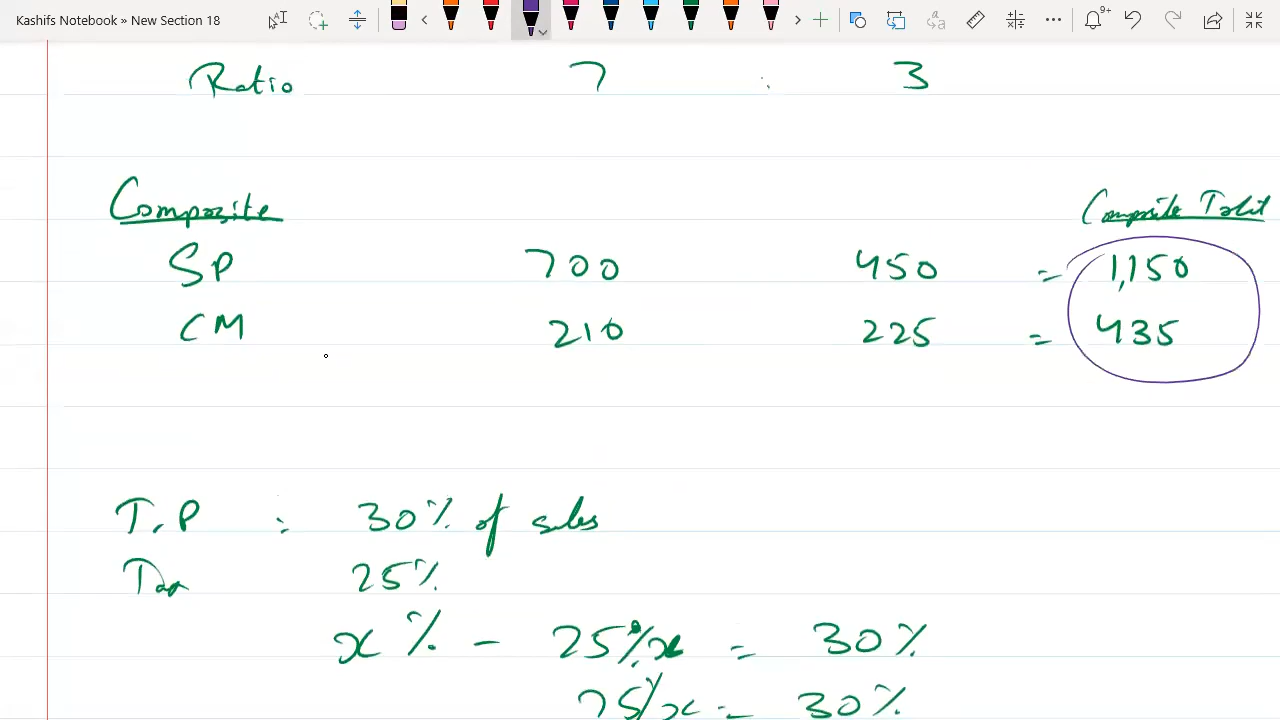 Kashifs Notebook » New Section 18
9+
Ratio 7 : 3
Composite Composite Total
SP 700 450 = 1,150
CM 210 225 = 435
T.P : 30% of sales
Tax 25%
x % - 25%x = 30%
75%x = 30%